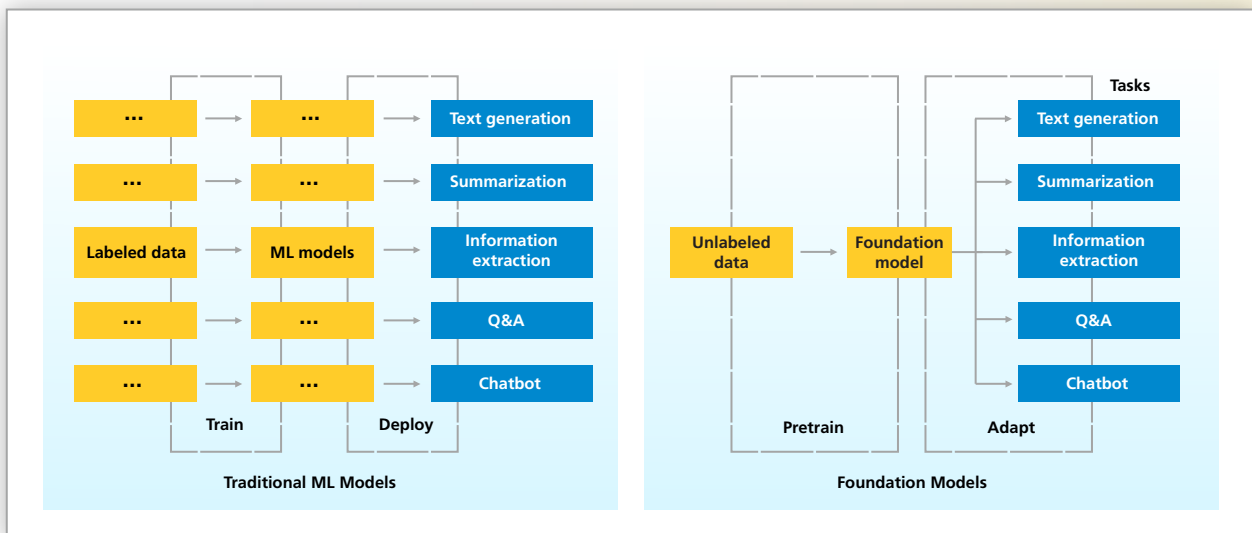 ...
...
Text generation
...
...
Summarization
Labeled data
ML models
Information
extraction
...
...
Q&A
...
...
Chatbot
Train
Deploy
Traditional ML Models
Tasks
Text generation
Summarization
Unlabeled
data
Foundation
model
Information
extraction
Q&A
Chatbot
Pretrain
Adapt
Foundation Models